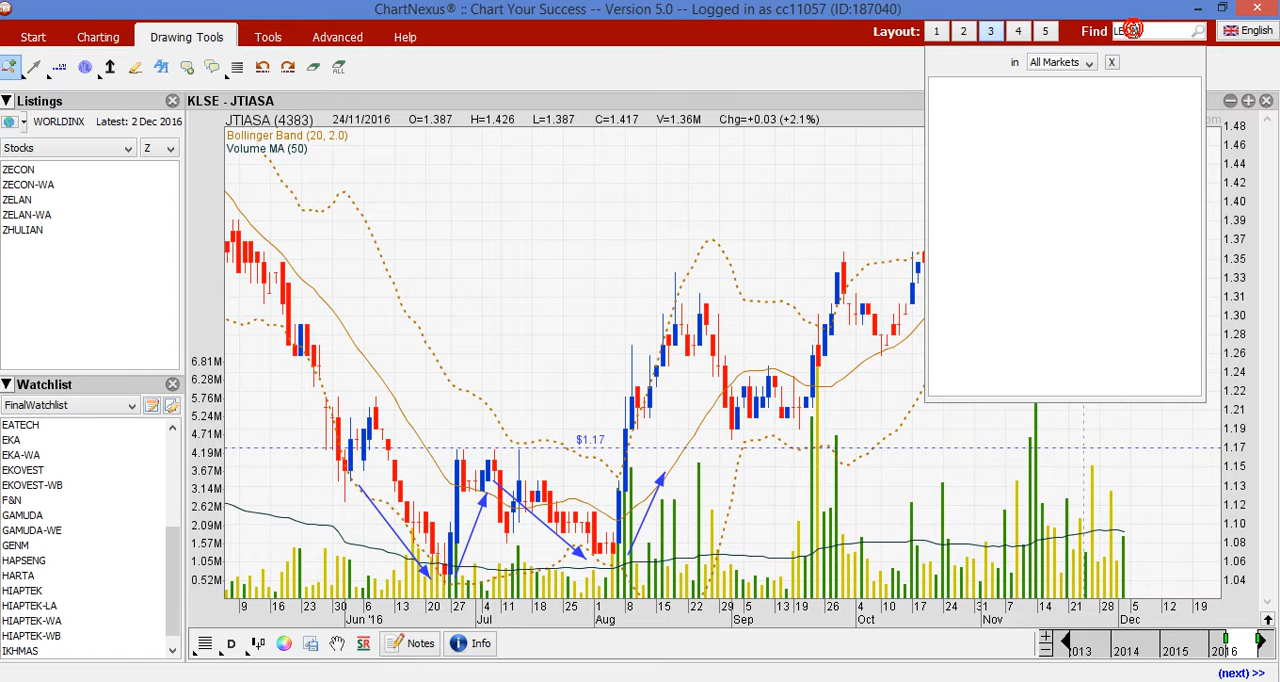 ChartNexus® :: Chart Your Success -- Version 5.0 -- Logged in as cc11057 (ID:187040)
Start Charting Drawing Tools Tools Advanced Help Layout: 1 2 3 4 5 Find English
ALL
in All Markets X
Listings
WORLDINX Latest: 2 Dec 2016
Stocks Z
ZECON
ZECON-WA
ZELAN
ZELAN-WA
ZHULIAN
Watchlist
FinalWatchlist
EATECH
EKA
EKA-WA
EKOVEST
EKOVEST-WB
F&N
GAMUDA
GAMUDA-WE
GENM
HAPSENG
HARTA
HIAPTEK
HIAPTEK-LA
HIAPTEK-WA
HIAPTEK-WB
IKHMAS
KLSE - JTIASA
JTIASA (4383) 24/11/2016 O=1.387 H=1.426 L=1.387 C=1.417 V=1.36M Chg=+0.03 (+2.1%)
Bollinger Band (20, 2.0)
Volume MA (50)
$1.17
6.81M
6.28M
5.76M
5.24M
4.71M
4.19M
3.67M
3.14M
2.62M
2.09M
1.57M
1.05M
0.52M
1.48
1.46
1.44
1.42
1.40
1.39
1.37
1.35
1.33
1.31
1.29
1.28
1.26
1.24
1.22
1.21
1.19
1.17
1.15
1.13
1.12
1.10
1.08
1.06
1.04
9 16 23 30 6 13 20 27 4 11 18 25 1 8 15 22 29 5 13 19 26 4 10 17 24 31 7 14 21 28 5 12 19
Jun '16 Jul Aug Sep Oct Nov Dec
D SR Notes Info 2014 2015
(next) >>